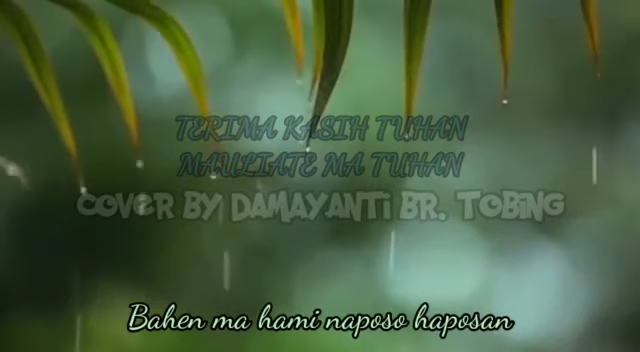 TERIMA KASIH TUHAN
MAULIATE MA TUHAN
COVER BY DAMAYANTI BR. TOBING
Bahen ma hami naposo haposan